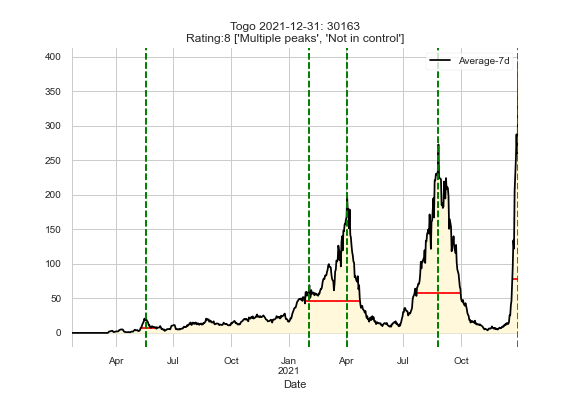 Togo 2021-12-31: 30163
Rating:8 ['Multiple peaks', 'Not in control']
Average-7d
400
350
300
250
200
150
100
50
0
Apr Jul Oct Jan Apr Jul Oct
2021
Date